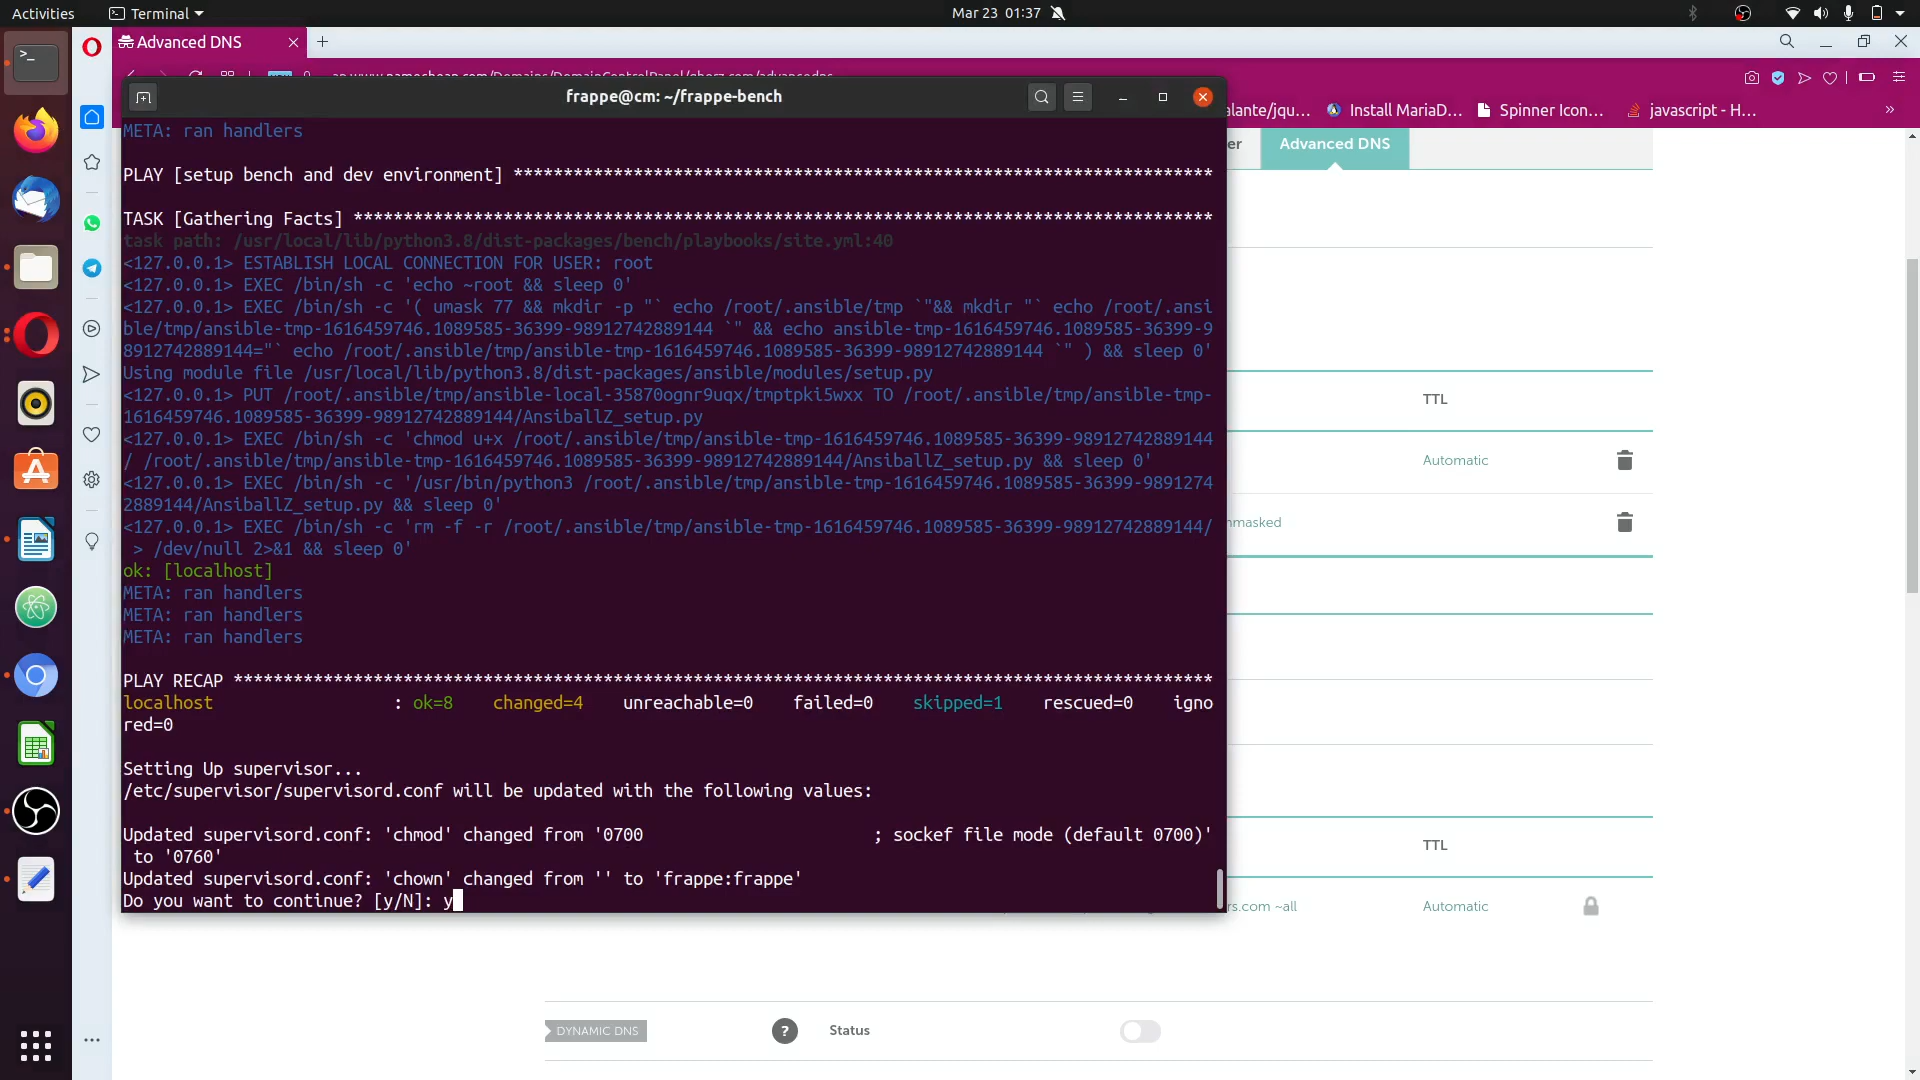 Activities
Terminal
Mar 23 01:37
Advanced DNS
frappe@cm: ~/frappe-bench
alante/jqu...
Install MariaD...
Spinner Icon...
javascript - H...
META: ran handlers
PLAY [setup bench and dev environment] **********************************************************************
TASK [Gathering Facts] **************************************************************************************
task path: /usr/local/lib/python3.8/dist-packages/bench/playbooks/site.yml:40
<127.0.0.1> ESTABLISH LOCAL CONNECTION FOR USER: root
<127.0.0.1> EXEC /bin/sh -c 'echo ~root && sleep 0'
<127.0.0.1> EXEC /bin/sh -c '( umask 77 && mkdir -p "` echo /root/.ansible/tmp `"&& mkdir "` echo /root/.ansi
ble/tmp/ansible-tmp-1616459746.1089585-36399-98912742889144 `" && echo ansible-tmp-1616459746.1089585-36399-9
8912742889144="` echo /root/.ansible/tmp/ansible-tmp-1616459746.1089585-36399-98912742889144 `" ) && sleep 0'
Using module file /usr/local/lib/python3.8/dist-packages/ansible/modules/setup.py
<127.0.0.1> PUT /root/.ansible/tmp/ansible-local-35870ognr9uqx/tmptpki5wxx TO /root/.ansible/tmp/ansible-tmp-
1616459746.1089585-36399-98912742889144/AnsiballZ_setup.py
<127.0.0.1> EXEC /bin/sh -c 'chmod u+x /root/.ansible/tmp/ansible-tmp-1616459746.1089585-36399-98912742889144
/ /root/.ansible/tmp/ansible-tmp-1616459746.1089585-36399-98912742889144/AnsiballZ_setup.py && sleep 0'
<127.0.0.1> EXEC /bin/sh -c '/usr/bin/python3 /root/.ansible/tmp/ansible-tmp-1616459746.1089585-36399-9891274
2889144/AnsiballZ_setup.py && sleep 0'
<127.0.0.1> EXEC /bin/sh -c 'rm -f -r /root/.ansible/tmp/ansible-tmp-1616459746.1089585-36399-98912742889144/
> /dev/null 2>&1 && sleep 0'
ok: [localhost]
META: ran handlers
META: ran handlers
META: ran handlers
PLAY RECAP **************************************************************************************************
localhost : ok=8 changed=4 unreachable=0 failed=0 skipped=1 rescued=0 igno
red=0
Setting Up supervisor...
/etc/supervisor/supervisord.conf will be updated with the following values:
Updated supervisord.conf: 'chmod' changed from '0700 ; sockef file mode (default 0700)'
to '0760'
Updated supervisord.conf: 'chown' changed from '' to 'frappe:frappe'
Do you want to continue? [y/N]: y
er
Advanced DNS
TTL
Automatic
nmasked
TTL
rs.com ~all
Automatic
DYNAMIC DNS
?
Status